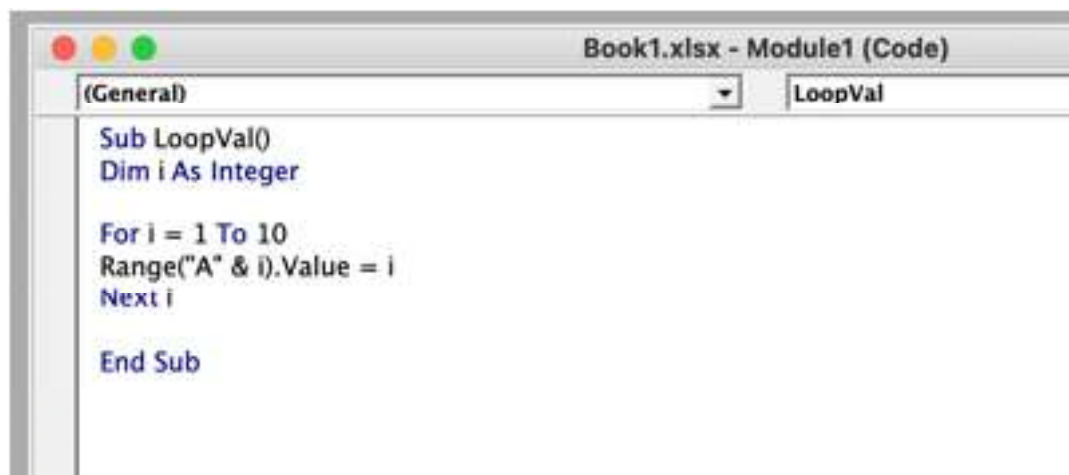 Book1.xlsx - Module1 (Code)
(General)
LoopVal
Sub LoopVal()
Dim i As Integer
For i = 1 To 10
Range("A" & i).Value = i
Next i
End Sub